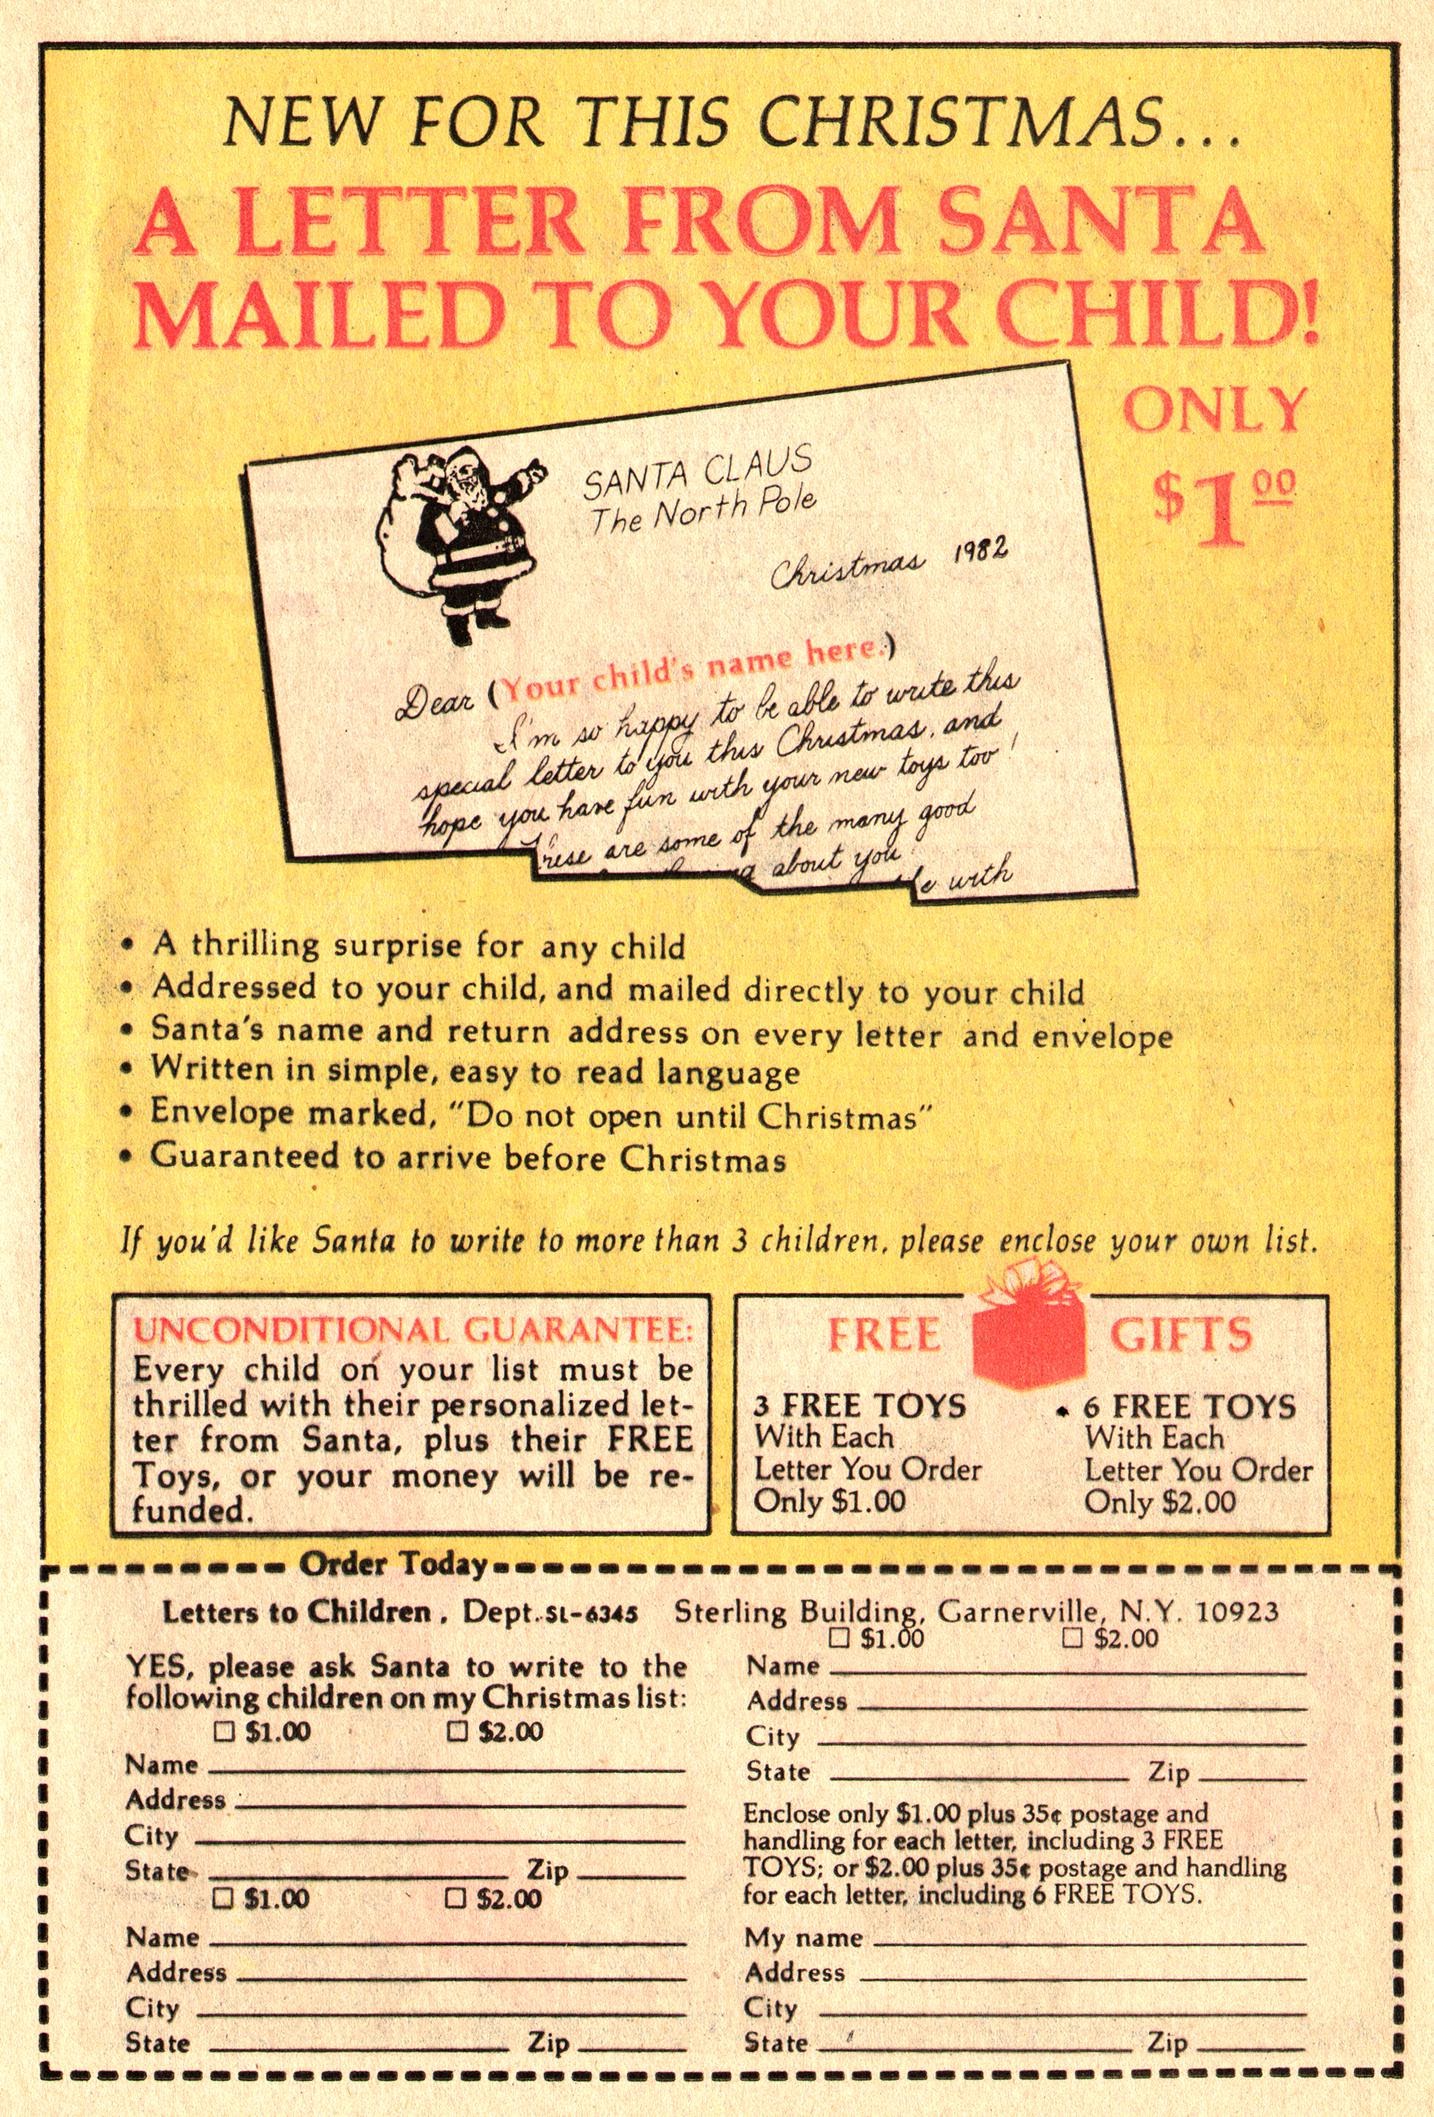 NEW FOR THIS CHRISTMAS...
A LETTER FROM SANTA
MAILED TO YOUR CHILD!
ONLY
$1 00
SANTA CLAUS
The North Pole
Christmas 1982
Dear (Your child's name here.)
I'm so happy to be able to write this
special letter to you this Christmas, and
hope you have fun with your new toys too!
These are some of the many good
about you
with
• A thrilling surprise for any child
• Addressed to your child, and mailed directly to your child
• Santa's name and return address on every letter and envelope
• Written in simple, easy to read language
• Envelope marked, "Do not open until Christmas"
• Guaranteed to arrive before Christmas
If you'd like Santa to write to more than 3 children, please enclose your own list.
UNCONDITIONAL GUARANTEE:
Every child on your list must be
thrilled with their personalized let-
ter from Santa, plus their FREE
Toys, or your money will be re-
funded.
FREE GIFTS
3 FREE TOYS
With Each
Letter You Order
Only $1.00
• 6 FREE TOYS
With Each
Letter You Order
Only $2.00
Order Today
Letters to Children, Dept. SL-6345 Sterling Building, Garnerville, N.Y. 10923
YES, please ask Santa to write to the
following children on my Christmas list:
☐ $1.00 ☐ $2.00
Name
Address
City
State Zip
☐ $1.00 ☐ $2.00
Name
Address
City
State Zip
☐ $1.00 ☐ $2.00
Name
Address
City
State Zip
Enclose only $1.00 plus 35¢ postage and
handling for each letter, including 3 FREE
TOYS; or $2.00 plus 35¢ postage and handling
for each letter, including 6 FREE TOYS.
My name
Address
City
State Zip